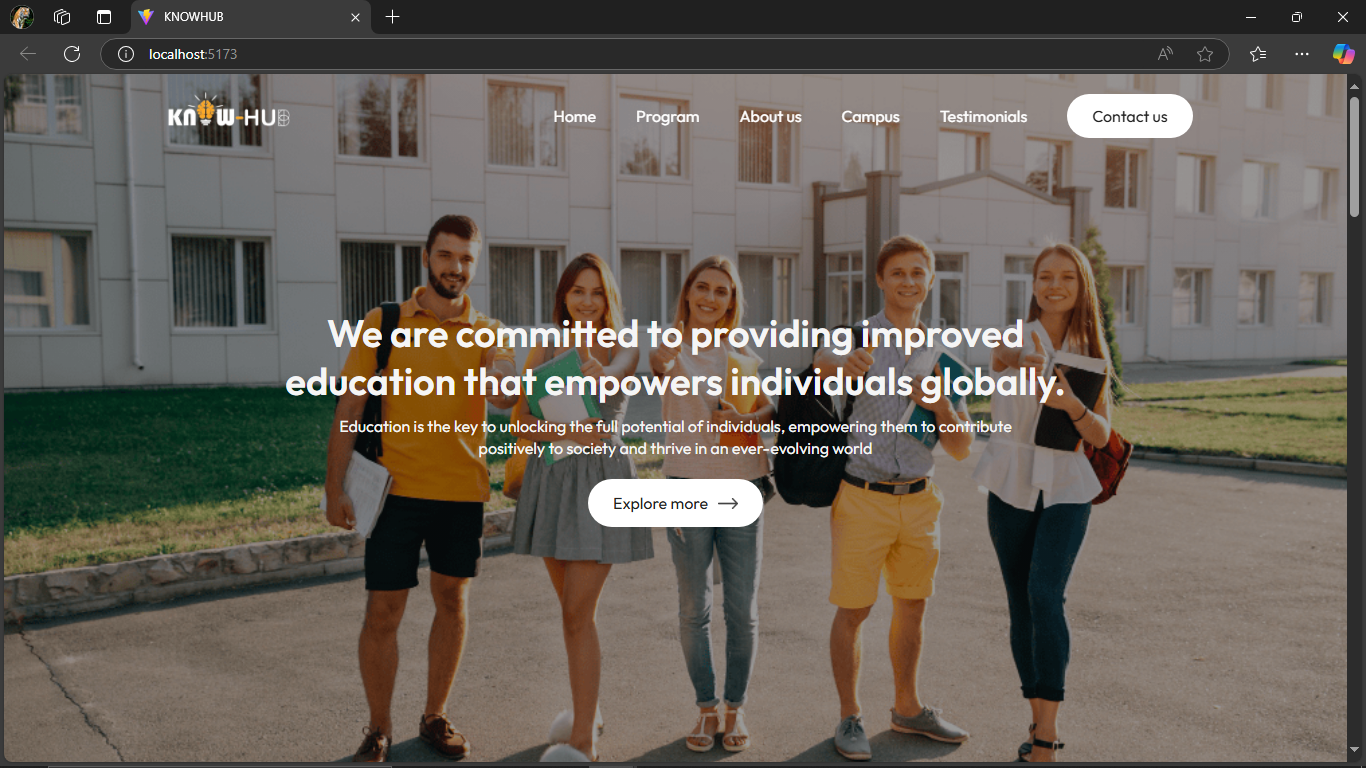 KNOWHUB
localhost:5173
KNOW-HUB
Home Program About us Campus Testimonials Contact us
We are committed to providing improved
education that empowers individuals globally.
Education is the key to unlocking the full potential of individuals, empowering them to contribute
positively to society and thrive in an ever-evolving world
Explore more